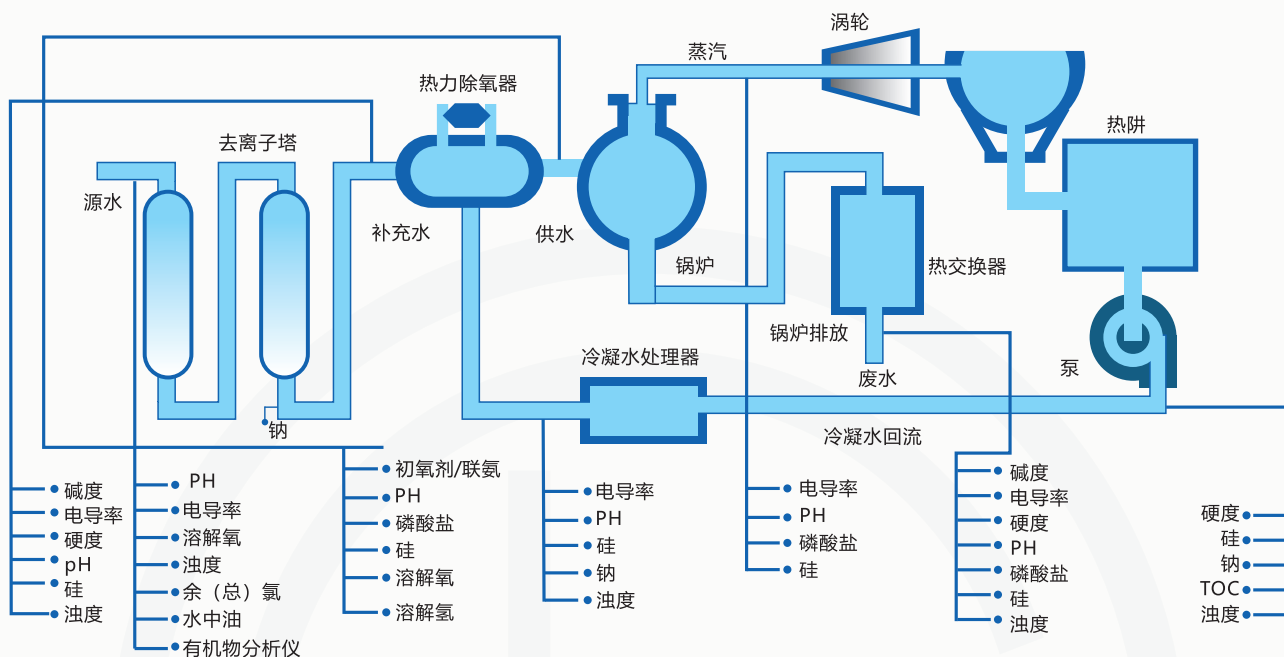 涡轮
蒸汽
热力除氧器
热阱
去离子塔
源水
补充水
供水
锅炉
热交换器
锅炉排放
废水
泵
冷凝水处理器
冷凝水回流
钠
碱度
电导率
硬度
pH
硅
浊度
PH
电导率
溶解氧
浊度
余（总）氯
水中油
有机物分析仪
初氧剂/联氨
PH
磷酸盐
硅
溶解氧
溶解氢
电导率
PH
硅
钠
浊度
电导率
PH
磷酸盐
硅
碱度
电导率
硬度
PH
磷酸盐
硅
浊度
硬度
硅
钠
TOC
浊度